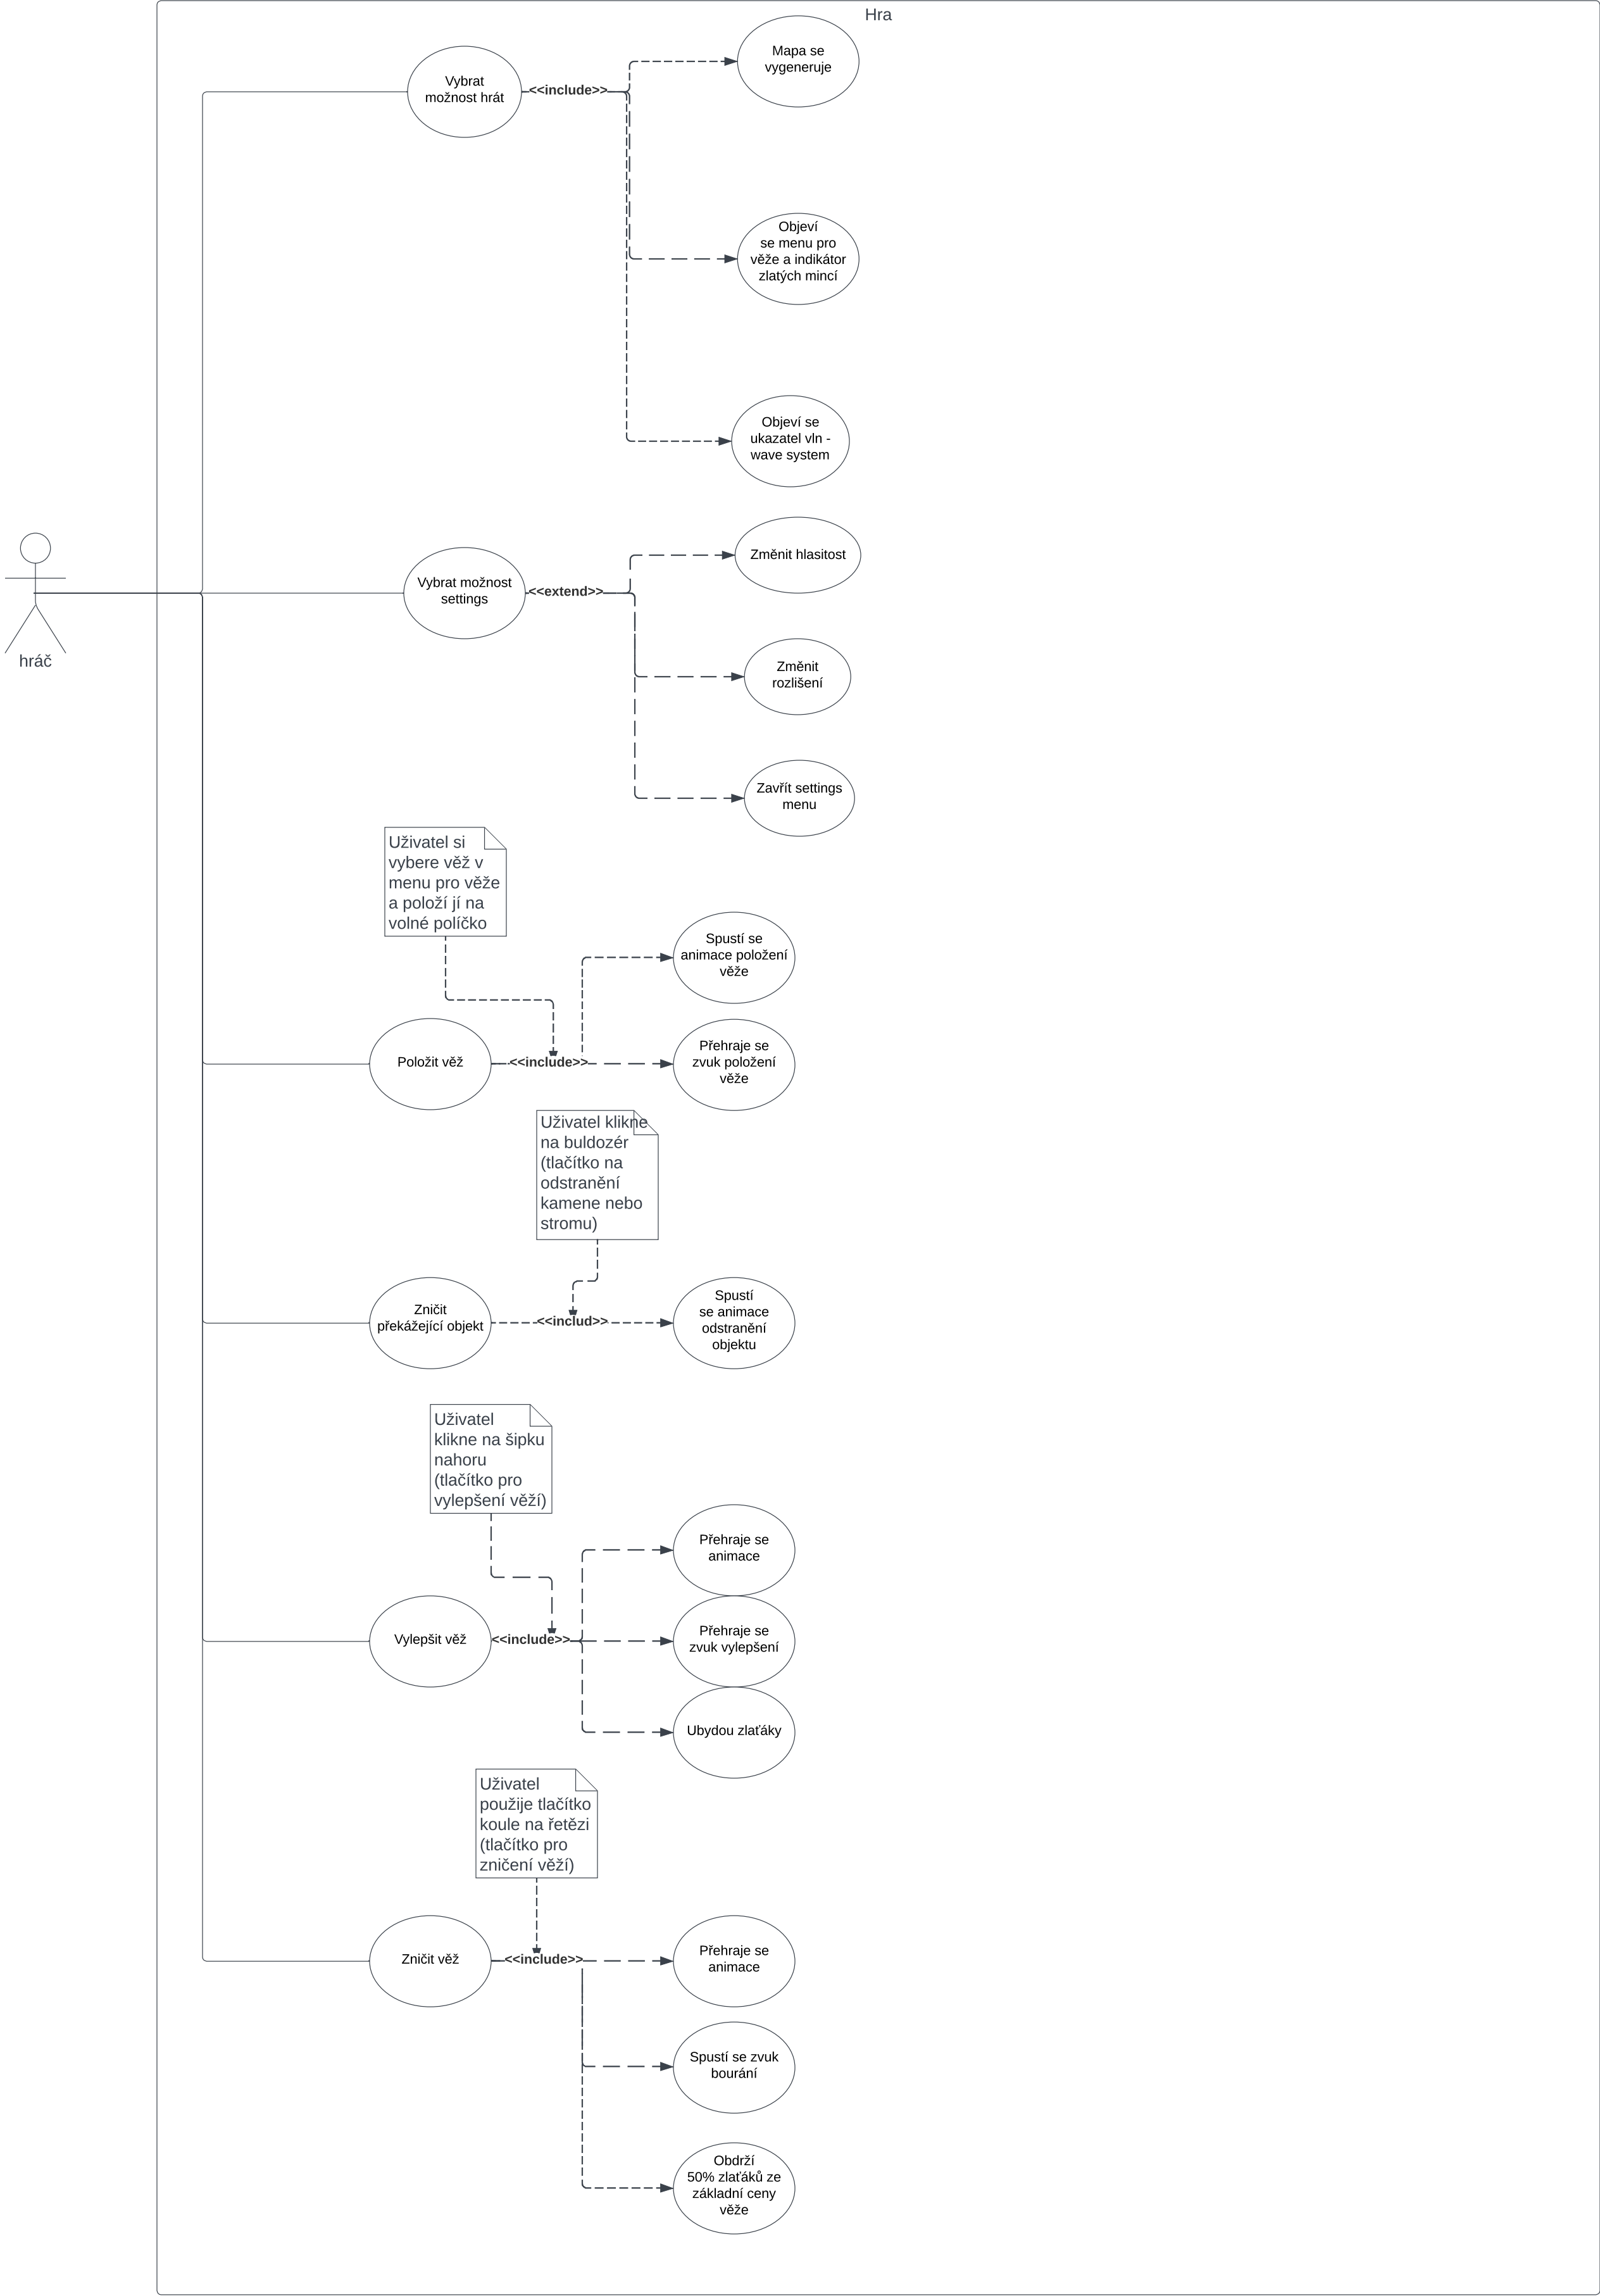 Hra
Mapa se
vygeneruje
Vybrat
možnost hrát
<<include>>
Objeví
se menu pro
věže a indikátor
zlatých mincí
Objeví se
ukazatel vln -
wave system
Změnit hlasitost
Vybrat možnost
settings
<<extend>>
hráč
Změnit
rozlišení
Zavřít settings
menu
Uživatel si
vybere věž v
menu pro věže
a položí jí na
volné políčko
Spustí se
animace položení
věže
Položit věž
<<include>>
Přehraje se
zvuk položení
věže
Uživatel klikne
na buldozér
(tlačítko na
odstranění
kamene nebo
stromu)
Zničit
překážející objekt
<<includ>>
Spustí
se animace
odstranění
objektu
Uživatel
klikne na šipku
nahoru
(tlačítko pro
vylepšení věží)
Přehraje se
animace
Vylepšit věž
<<include>>
Přehraje se
zvuk vylepšení
Ubydou zlaťáky
Uživatel
použije tlačítko
koule na řetězi
(tlačítko pro
zničení věží)
Zničit věž
<<include>>
Přehraje se
animace
Spustí se zvuk
bourání
Obdrží
50% zlaťáků ze
základní ceny
věže